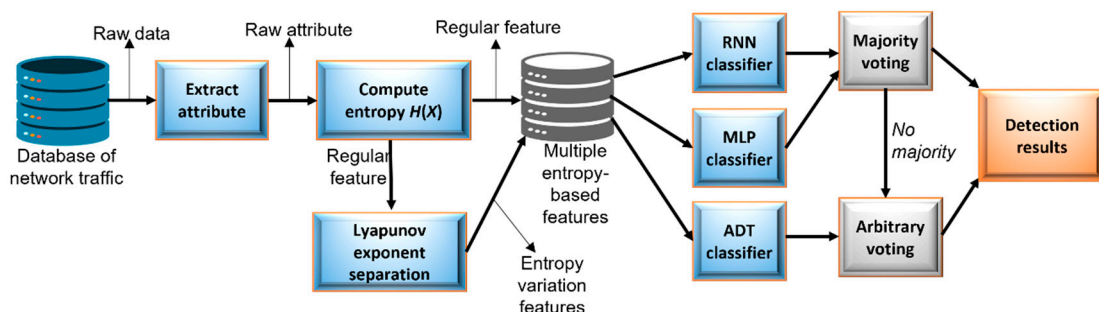 Raw data
Raw attribute
Regular feature
Database of
network traffic
Extract
attribute
Compute
entropy H(X)
Regular
feature
Lyapunov
exponent
separation
Multiple
entropy-
based
features
Entropy
variation
features
RNN
classifier
MLP
classifier
ADT
classifier
Majority
voting
No
majority
Arbitrary
voting
Detection
results